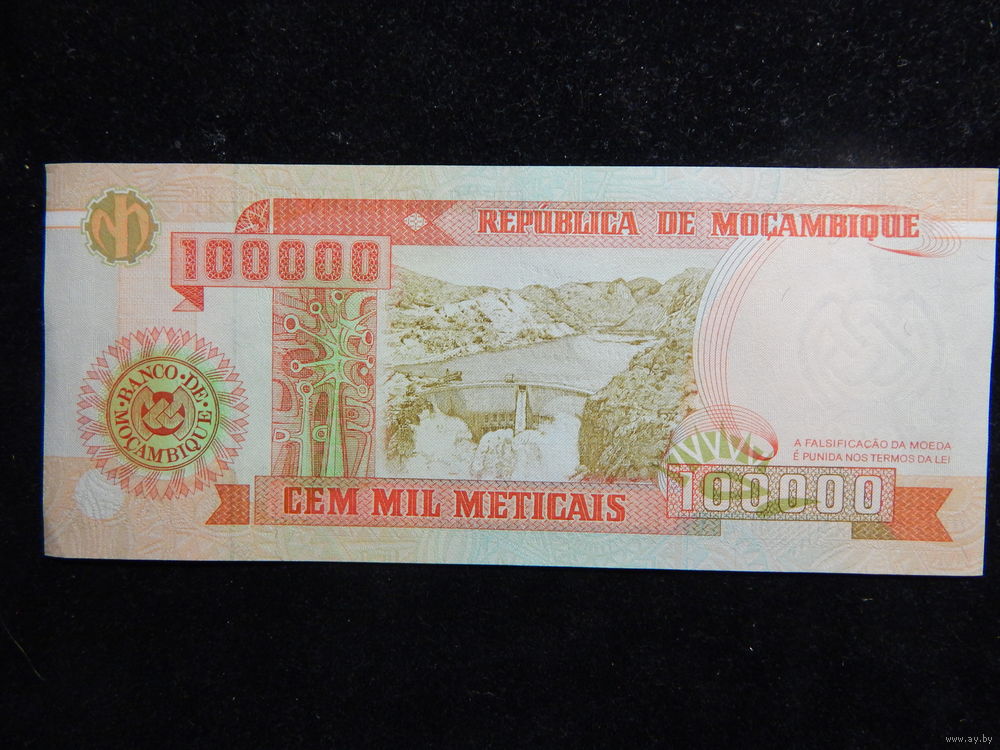 REPÚBLICA DE MOÇAMBIQUE
100000
BANCO·DE·MOÇAMBIQUE
A FALSIFICAÇÃO DA MOEDA
É PUNIDA NOS TERMOS DA LEI
100000
CEM MIL METICAIS
www.ay.by